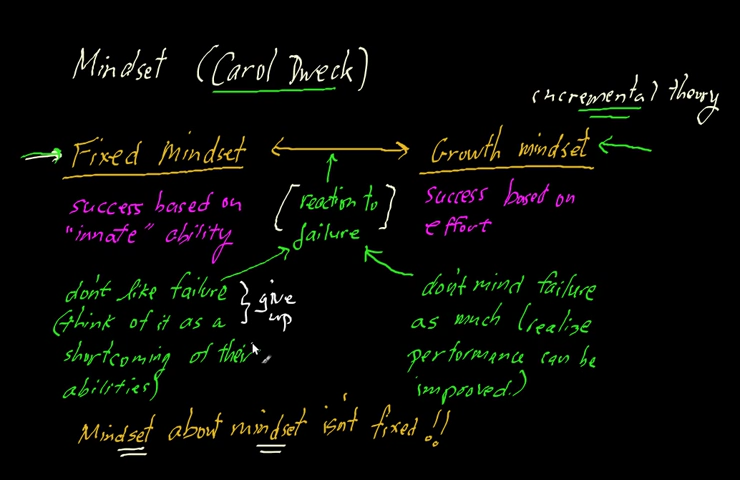 Mindset (Carol Dweck)
incremental theory
Fixed Mindset
Growth mindset
success based on
"innate" ability
[reaction to]
failure
success based on
effort
don't like failure
(think of it as a
shortcoming of their
abilities)
} give
up
don't mind failure
as much (realize
performance can be
improved.)
Mindset about mindset isn't fixed!!